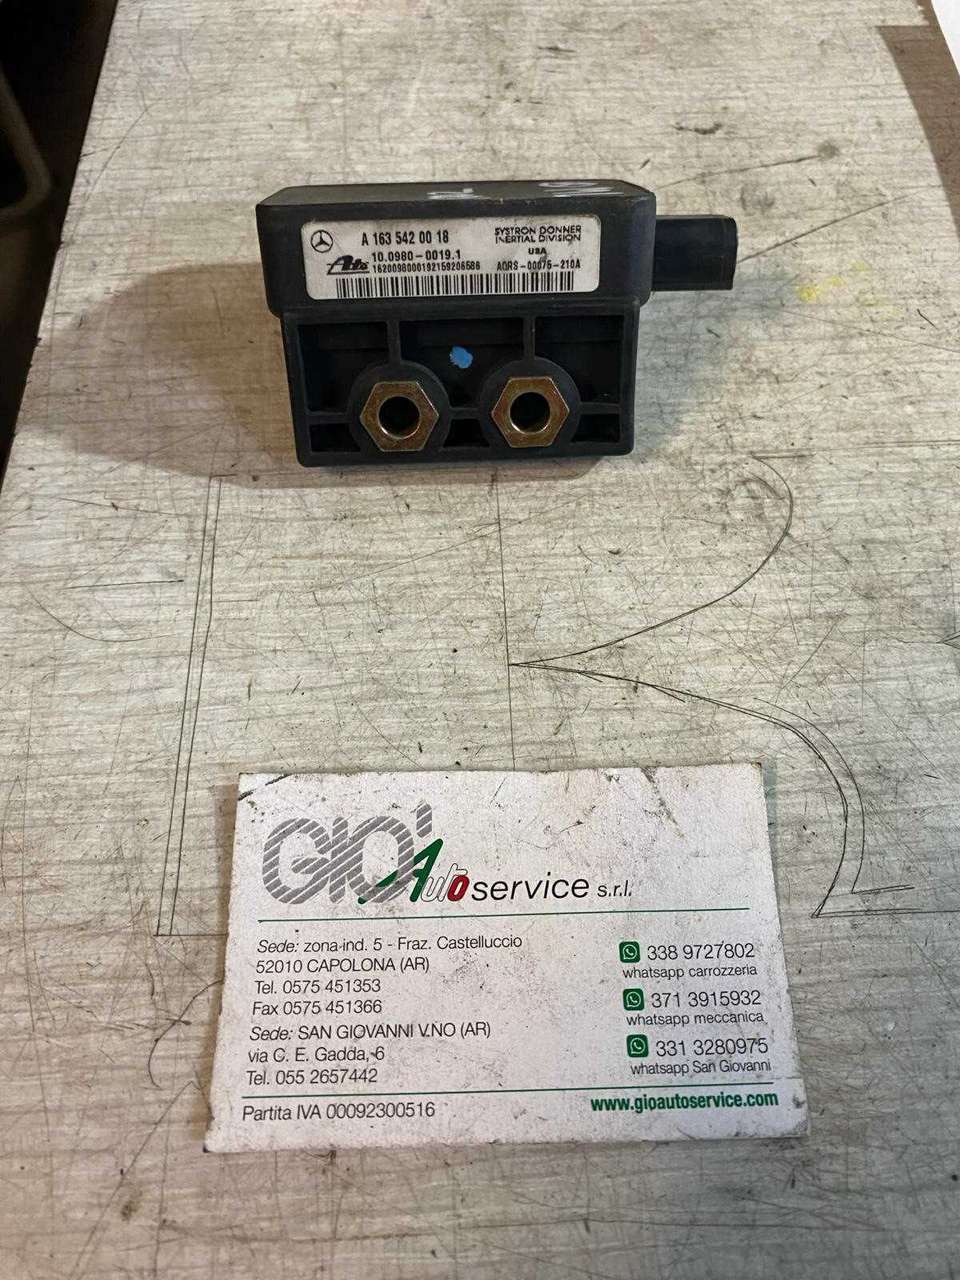 A 163 542 00 18
SYSTRON DONNER
INERTIAL DIVISION
USA
Ate
10.0980-0019.1
16200980000192159206586
AQRS-00075-210A
GIO' Autoservice s.r.l.
Sede: zona ind. 5 - Fraz. Castelluccio
52010 CAPOLONA (AR)
Tel. 0575 451353
Fax 0575 451366
Sede: SAN GIOVANNI V.NO (AR)
via C. E. Gadda, 6
Tel. 055 2657442
338 9727802
whatsapp carrozzeria
371 3915932
whatsapp meccanica
331 3280975
whatsapp San Giovanni
Partita IVA 00092300516
www.gioautoservice.com